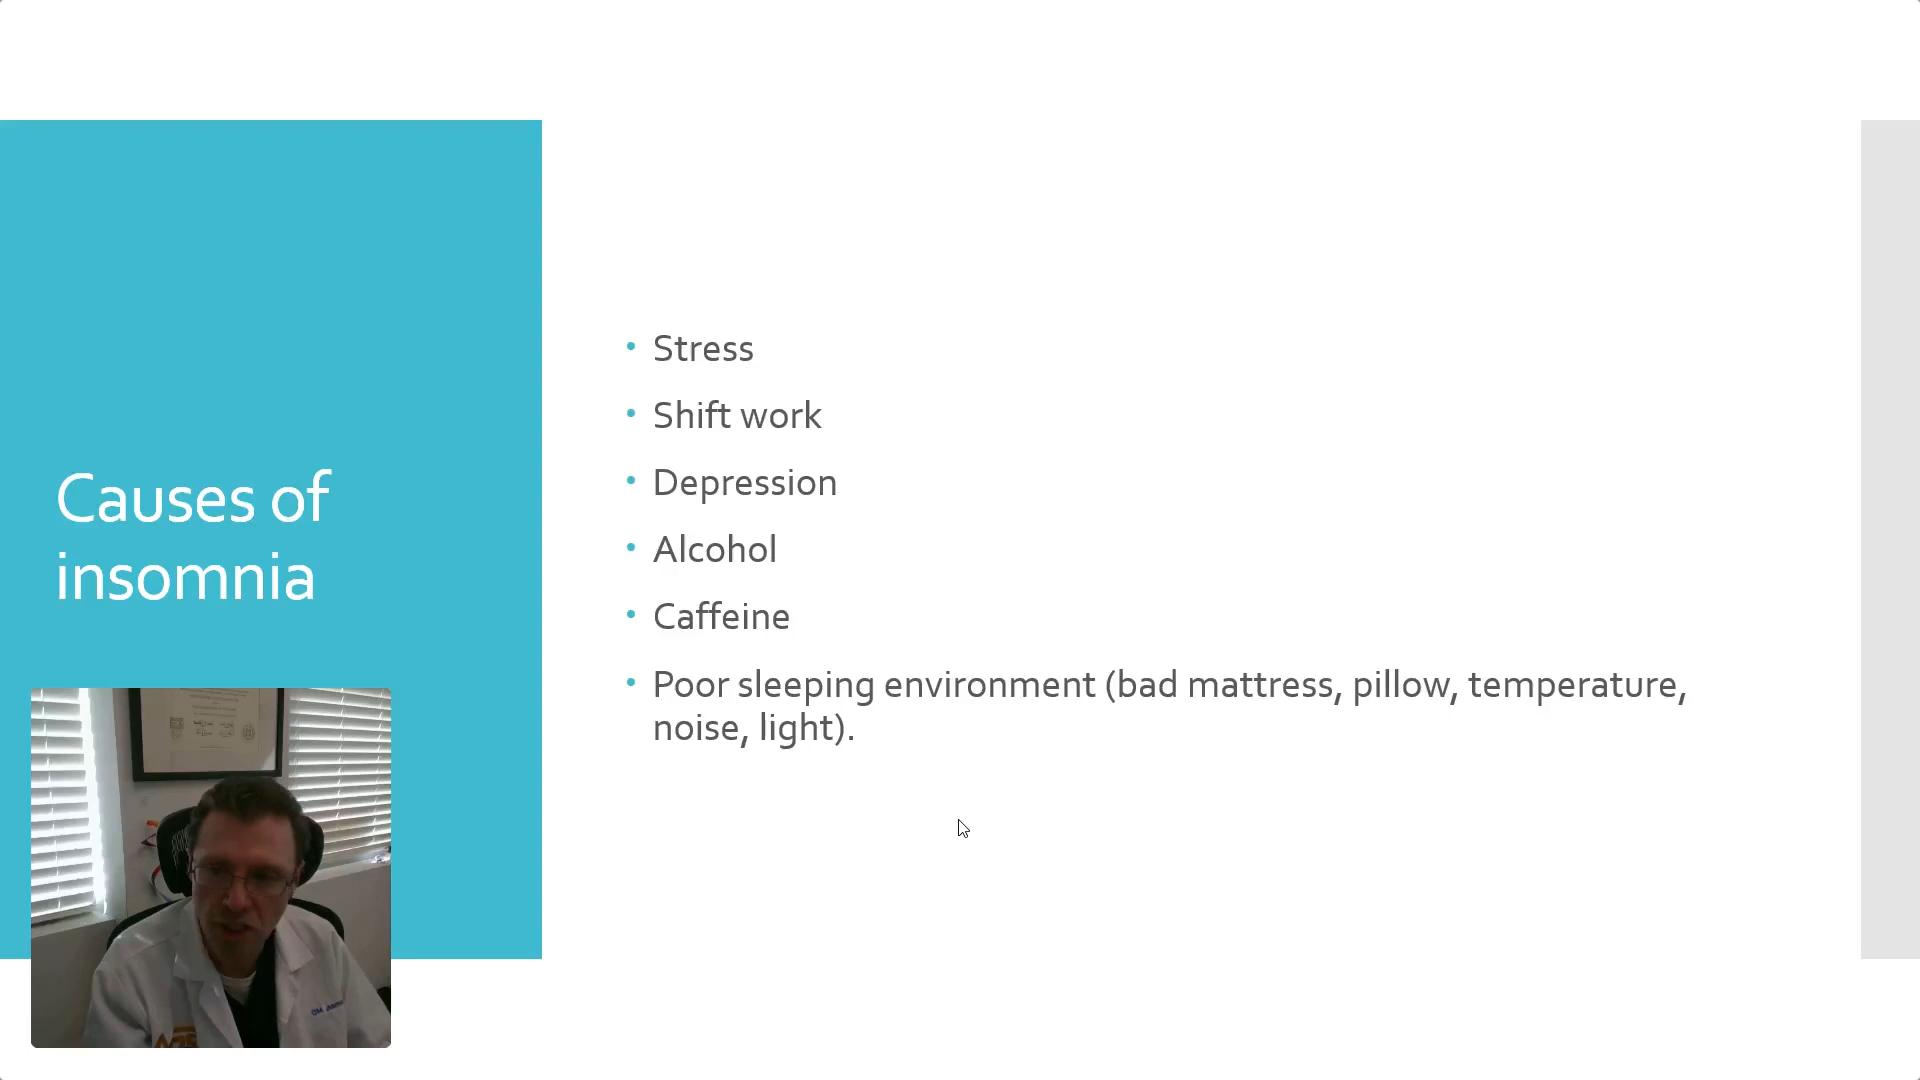 Causes of
insomnia
Stress
Shift work
Depression
Alcohol
Caffeine
Poor sleeping environment (bad mattress, pillow, temperature,
noise, light).